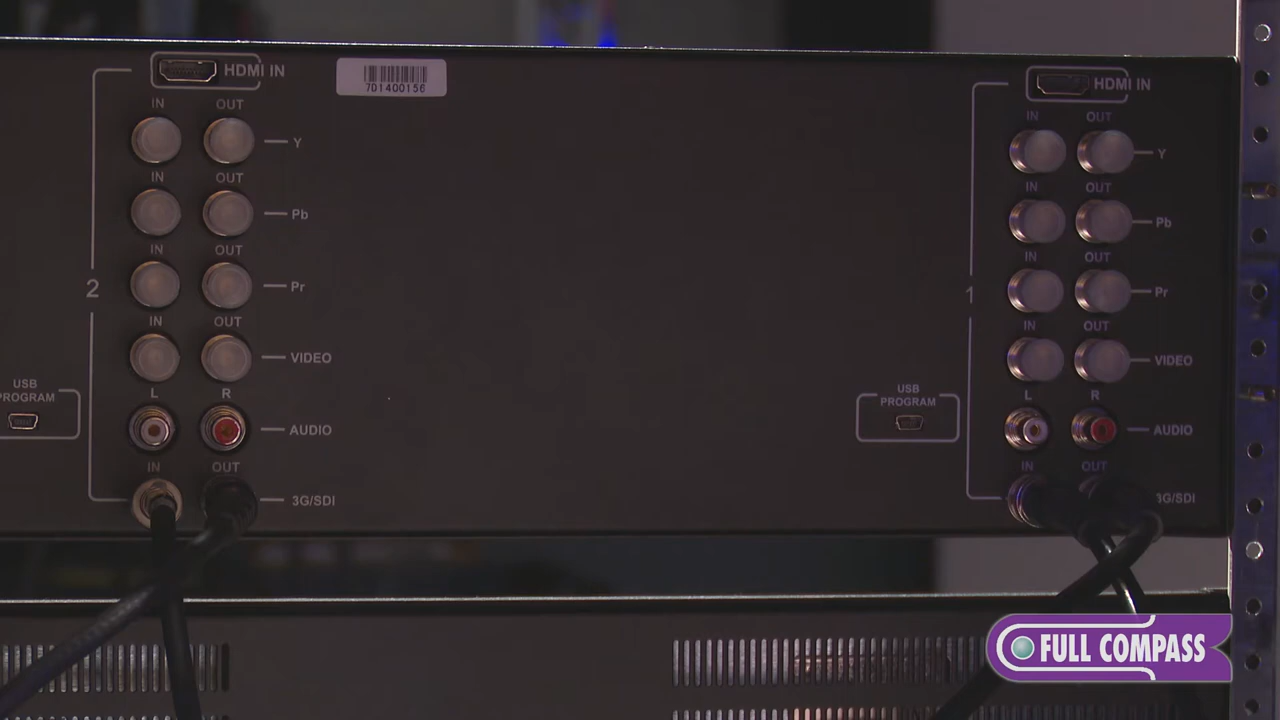 HDMI IN
IN OUT
Y
IN OUT
Pb
IN OUT
2
Pr
IN OUT
VIDEO
L R
AUDIO
IN OUT
3G/SDI
USB
PROGRAM
7D1400156
HDMI IN
IN OUT
Y
IN OUT
Pb
IN OUT
1
Pr
IN OUT
VIDEO
L R
AUDIO
IN OUT
3G/SDI
USB
PROGRAM
FULL COMPASS